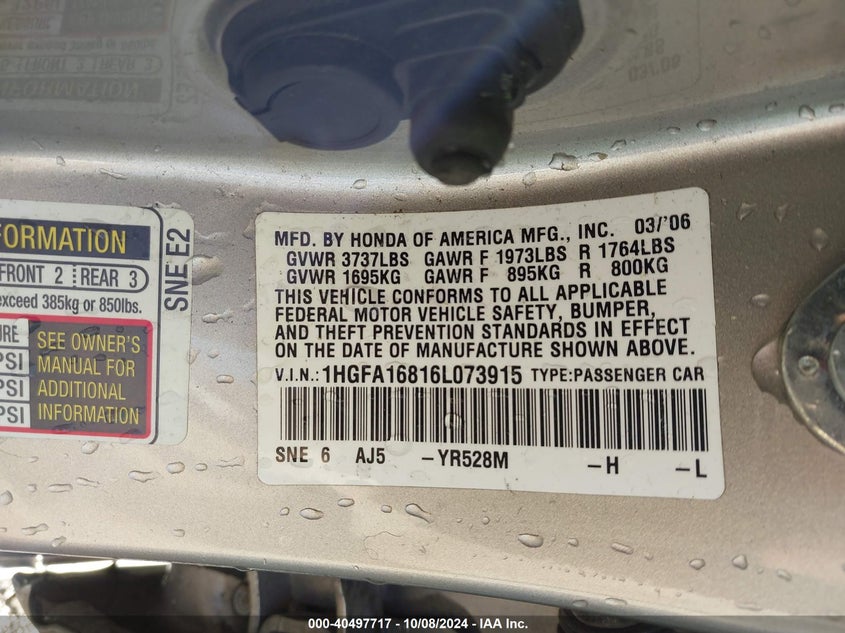 FORMATION
FRONT 2 REAR 3
exceed 385kg or 850lbs.
SEE OWNER'S
MANUAL FOR
ADDITIONAL
INFORMATION
PSI
PSI
SNE E2
MFD. BY HONDA OF AMERICA MFG., INC. 03/'06
GVWR 3737LBS GAWR F 1973LBS R 1764LBS
GVWR 1695KG GAWR F 895KG R 800KG
THIS VEHICLE CONFORMS TO ALL APPLICABLE
FEDERAL MOTOR VEHICLE SAFETY, BUMPER,
AND THEFT PREVENTION STANDARDS IN EFFECT
ON THE DATE OF MANUFACTURE SHOWN ABOVE.
V.I.N.: 1HGFA16816L073915 TYPE:PASSENGER CAR
SNE 6 AJ5 -YR528M -H -L
000-40497717 - 10/08/2024 - IAA Inc.